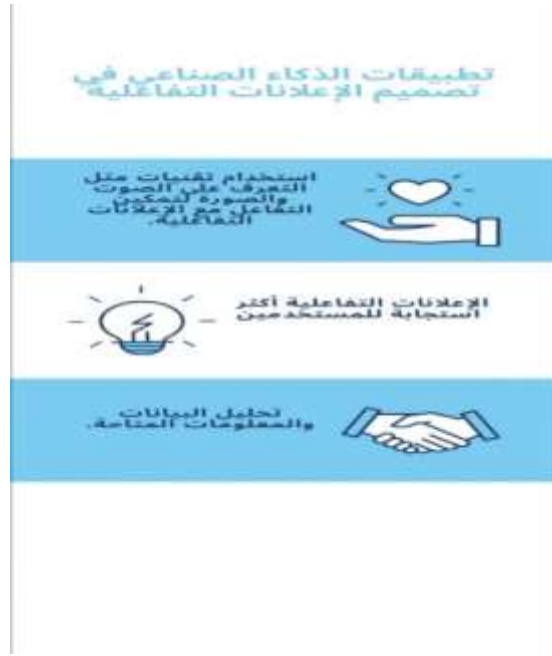 تطبيقات الذكاء الصناعي في
تصميم الإعلانات التفاعلية
استخدام تقنيات مثل
التعرف على الصوت
والصورة لتمكين
التفاعل مع الإعلانات
التفاعلية.
الإعلانات التفاعلية أكثر
استجابة للمستخدمين
تحليل البيانات
والمعلومات المتاحة.